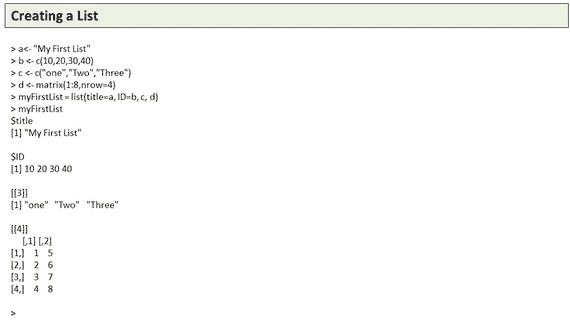 Creating a List
> a<- "My First List"
> b <- c(10,20,30,40)
> c <- c("one","Two","Three")
> d <- matrix(1:8,nrow=4)
> myFirstList = list(title=a, ID=b, c, d)
> myFirstList
$title
[1] "My First List"
$ID
[1] 10 20 30 40
[[3]]
[1] "one" "Two" "Three"
[[4]]
[,1] [,2]
[1,] 1 5
[2,] 2 6
[3,] 3 7
[4,] 4 8
>